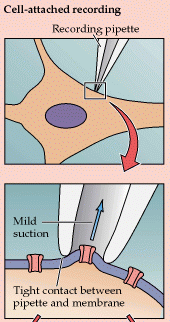 Cell-attached recording
Recording pipette
Mild
suction
Tight contact between
pipette and membrane